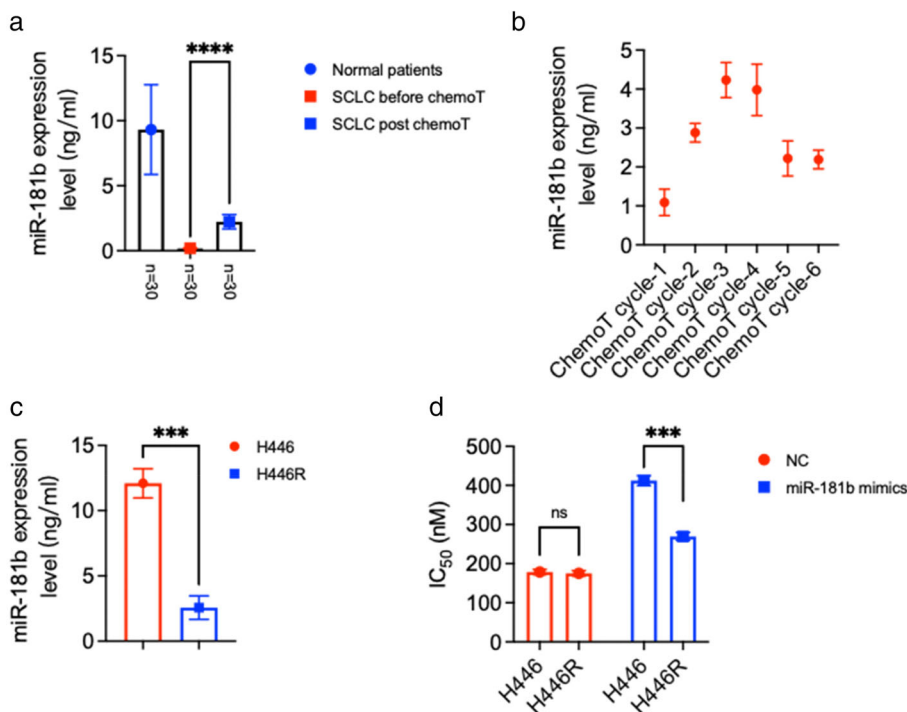 a
miR-181b expression
level (ng/ml)
15
10
5
0
****
n=30
n=30
n=30
Normal patients
SCLC before chemoT
SCLC post chemoT
b
miR-181b expression
level (ng/ml)
5
4
3
2
1
0
ChemoT cycle-1
ChemoT cycle-2
ChemoT cycle-3
ChemoT cycle-4
ChemoT cycle-5
ChemoT cycle-6
c
miR-181b expression
level (ng/ml)
15
10
5
0
***
H446
H446R
d
IC50 (nM)
500
400
300
200
100
0
ns
***
H446
H446R
H446
H446R
NC
miR-181b mimics